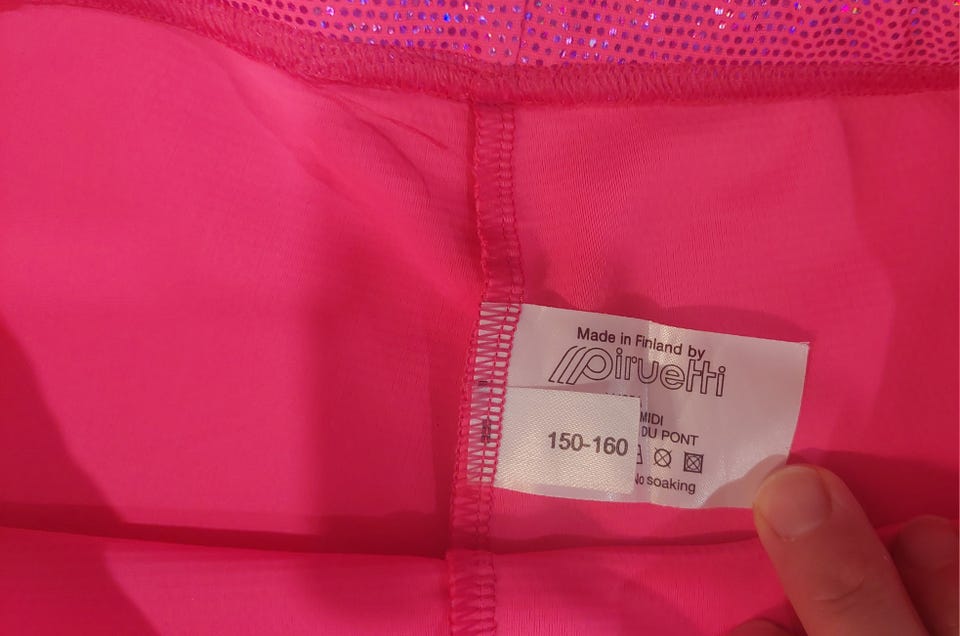 Made in Finland by
piruetti
MIDI
DU PONT
150-160
No soaking